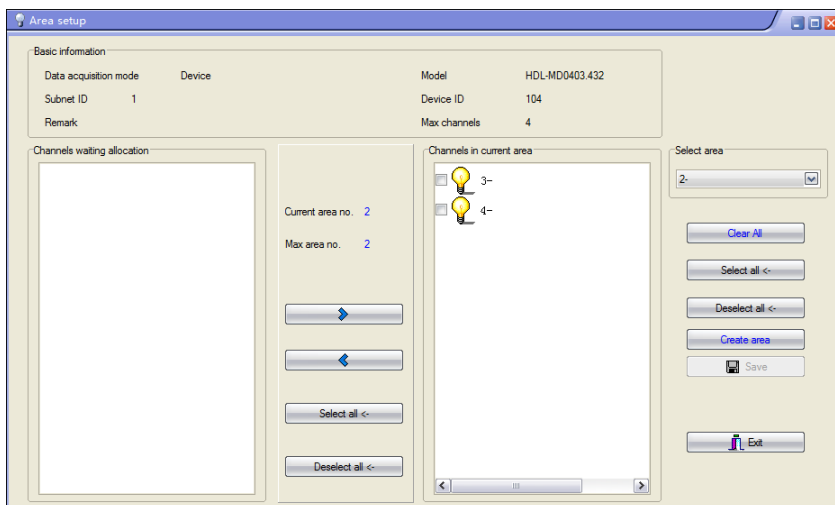 Area setup
Basic information
Data acquisition mode Device Model HDL-MD0403.432
Subnet ID 1 Device ID 104
Remark Max channels 4
Channels waiting allocation
Current area no. 2
Max area no. 2
Select all <-
Deselect all <-
Channels in current area
3-
4-
Select area
2-
Clear All
Select all <-
Deselect all <-
Create area
Save
Exit